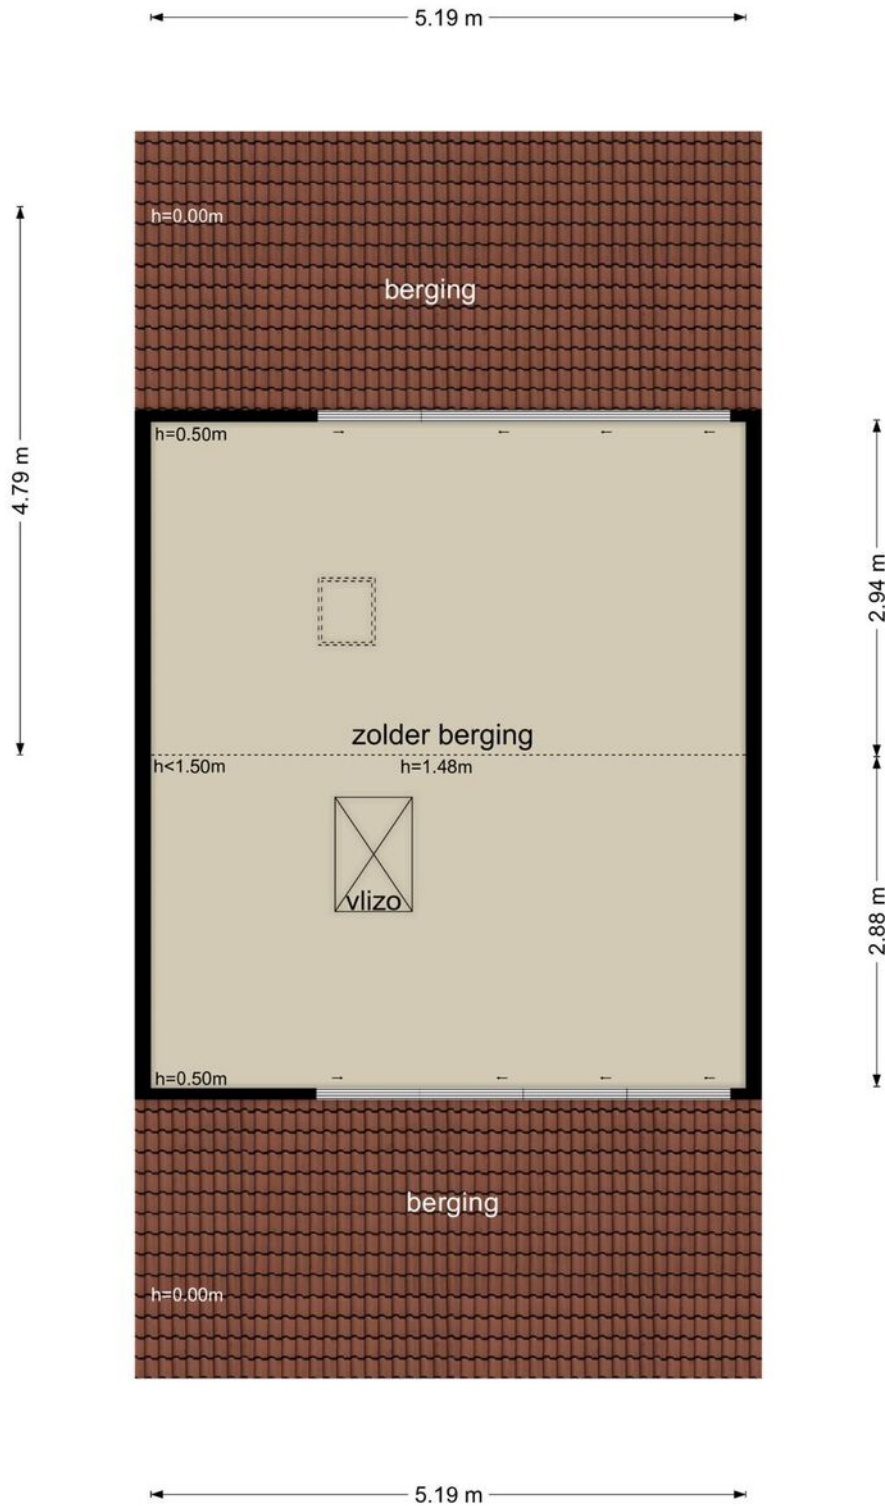 5.19 m
h=0.00m
berging
4.79 m
h=0.50m
2.94 m
zolder berging
h<1.50m
h=1.48m
vlizo
2.88 m
h=0.50m
berging
h=0.00m
5.19 m